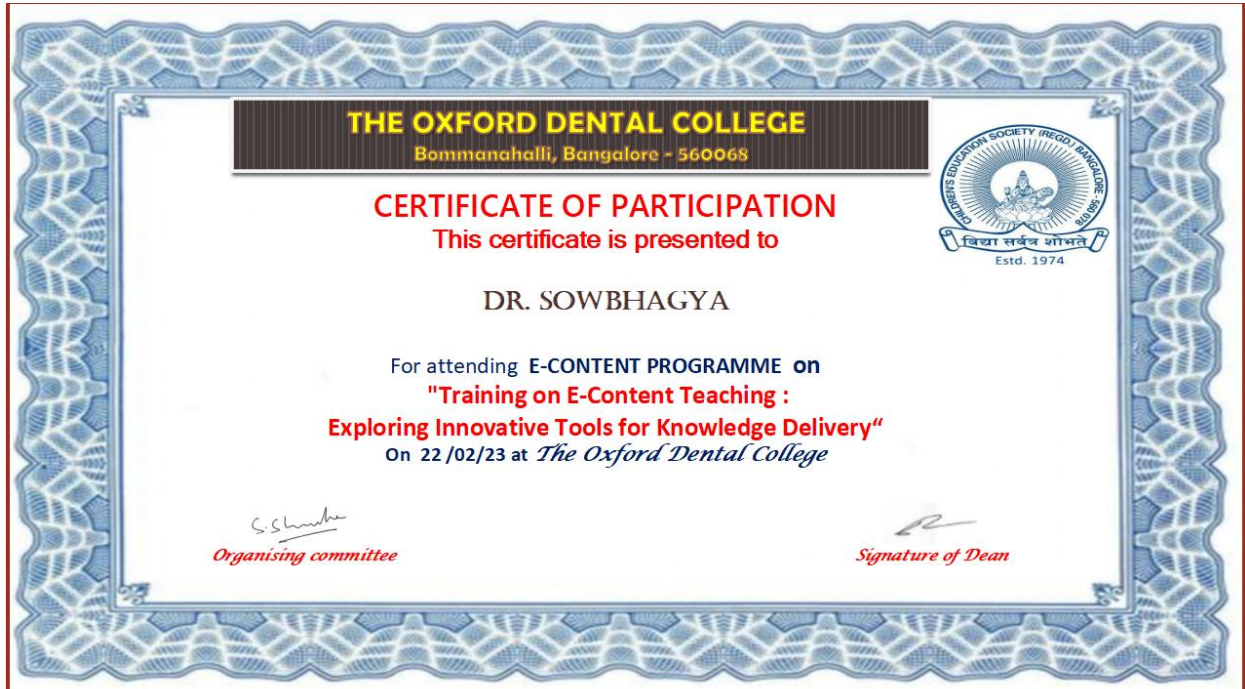 THE OXFORD DENTAL COLLEGE
Bommanahalli, Bangalore - 560068
CHILDREN'S EDUCATION SOCIETY (REGD.) BANGALORE - 560 078
विद्या सर्वत्र शोभते
Estd. 1974
CERTIFICATE OF PARTICIPATION
This certificate is presented to
DR. SOWBHAGYA
For attending E-CONTENT PROGRAMME on
"Training on E-Content Teaching :
Exploring Innovative Tools for Knowledge Delivery“
On 22 /02/23 at The Oxford Dental College
Organising committee
Signature of Dean